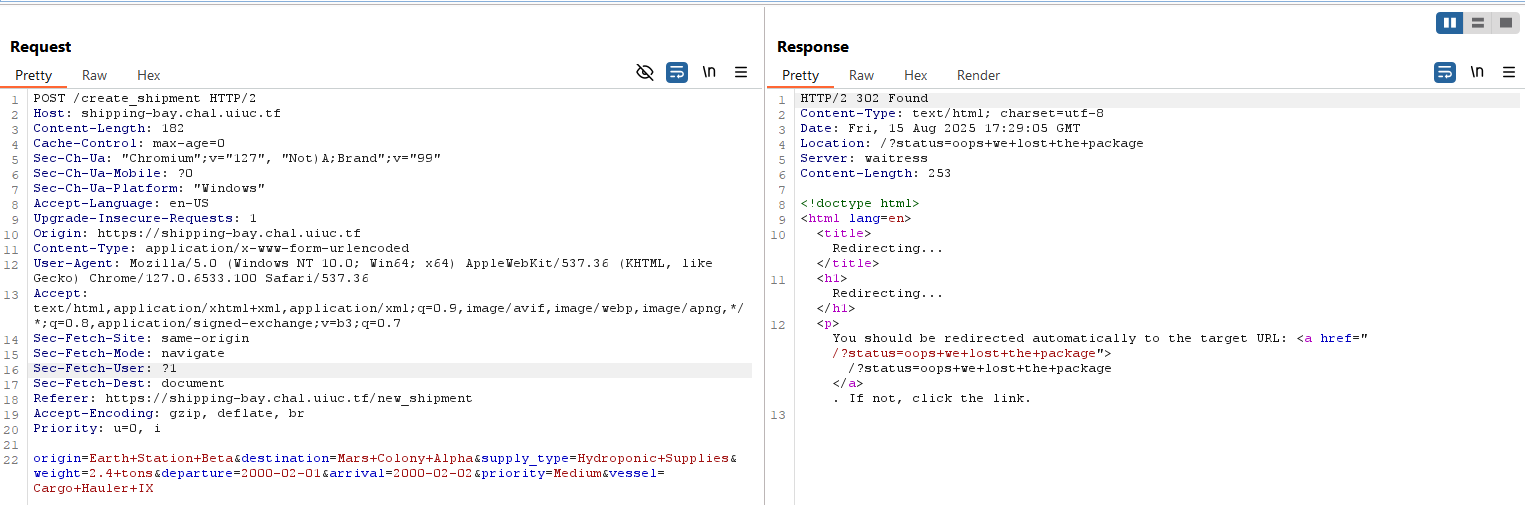 Request
Pretty Raw Hex \n
1 POST /create_shipment HTTP/2
2 Host: shipping-bay.chal.uiuc.tf
3 Content-Length: 182
4 Cache-Control: max-age=0
5 Sec-Ch-Ua: "Chromium";v="127", "Not)A;Brand";v="99"
6 Sec-Ch-Ua-Mobile: ?0
7 Sec-Ch-Ua-Platform: "Windows"
8 Accept-Language: en-US
9 Upgrade-Insecure-Requests: 1
10 Origin: https://shipping-bay.chal.uiuc.tf
11 Content-Type: application/x-www-form-urlencoded
12 User-Agent: Mozilla/5.0 (Windows NT 10.0; Win64; x64) AppleWebKit/537.36 (KHTML, like
Gecko) Chrome/127.0.6533.100 Safari/537.36
13 Accept:
text/html,application/xhtml+xml,application/xml;q=0.9,image/avif,image/webp,image/apng,*/
*;q=0.8,application/signed-exchange;v=b3;q=0.7
14 Sec-Fetch-Site: same-origin
15 Sec-Fetch-Mode: navigate
16 Sec-Fetch-User: ?1
17 Sec-Fetch-Dest: document
18 Referer: https://shipping-bay.chal.uiuc.tf/new_shipment
19 Accept-Encoding: gzip, deflate, br
20 Priority: u=0, i
21
22 origin=Earth+Station+Beta&destination=Mars+Colony+Alpha&supply_type=Hydroponic+Supplies&
weight=2.4+tons&departure=2000-02-01&arrival=2000-02-02&priority=Medium&vessel=
Cargo+Hauler+IX
Response
Pretty Raw Hex Render \n
1 HTTP/2 302 Found
2 Content-Type: text/html; charset=utf-8
3 Date: Fri, 15 Aug 2025 17:29:05 GMT
4 Location: /?status=oops+we+lost+the+package
5 Server: waitress
6 Content-Length: 253
7
8 <!doctype html>
9 <html lang=en>
10 <title>
Redirecting...
</title>
11 <h1>
Redirecting...
</h1>
12 <p>
You should be redirected automatically to the target URL: <a href="
/?status=oops+we+lost+the+package">
/?status=oops+we+lost+the+package
</a>
. If not, click the link.
13